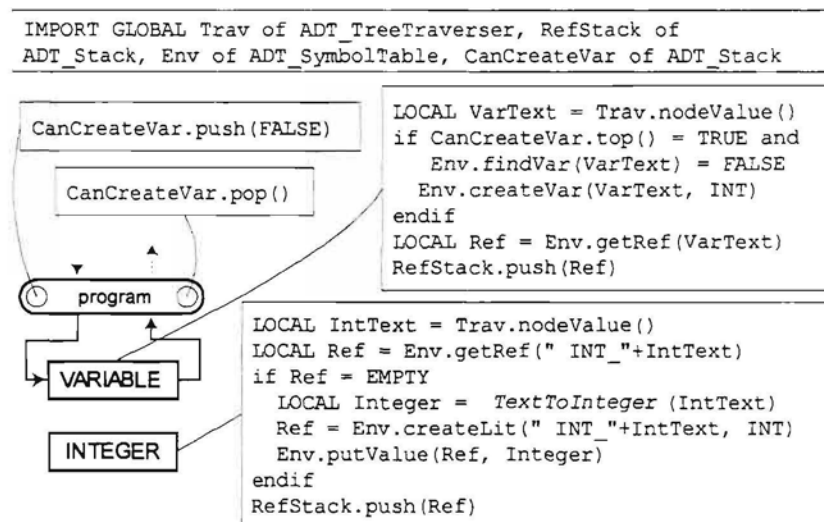 IMPORT GLOBAL Trav of ADT_TreeTraverser, RefStack of
ADT_Stack, Env of ADT_SymbolTable, CanCreateVar of ADT_Stack
CanCreateVar.push(FALSE)
CanCreateVar.pop()
program
VARIABLE
INTEGER
LOCAL VarText = Trav.nodeValue()
if CanCreateVar.top() = TRUE and
Env.findVar(VarText) = FALSE
Env.createVar(VarText, INT)
endif
LOCAL Ref = Env.getRef(VarText)
RefStack.push(Ref)
LOCAL IntText = Trav.nodeValue()
LOCAL Ref = Env.getRef(" INT_"+IntText)
if Ref = EMPTY
LOCAL Integer = TextToInteger (IntText)
Ref = Env.createLit(" INT_"+IntText, INT)
Env.putValue(Ref, Integer)
endif
RefStack.push(Ref)